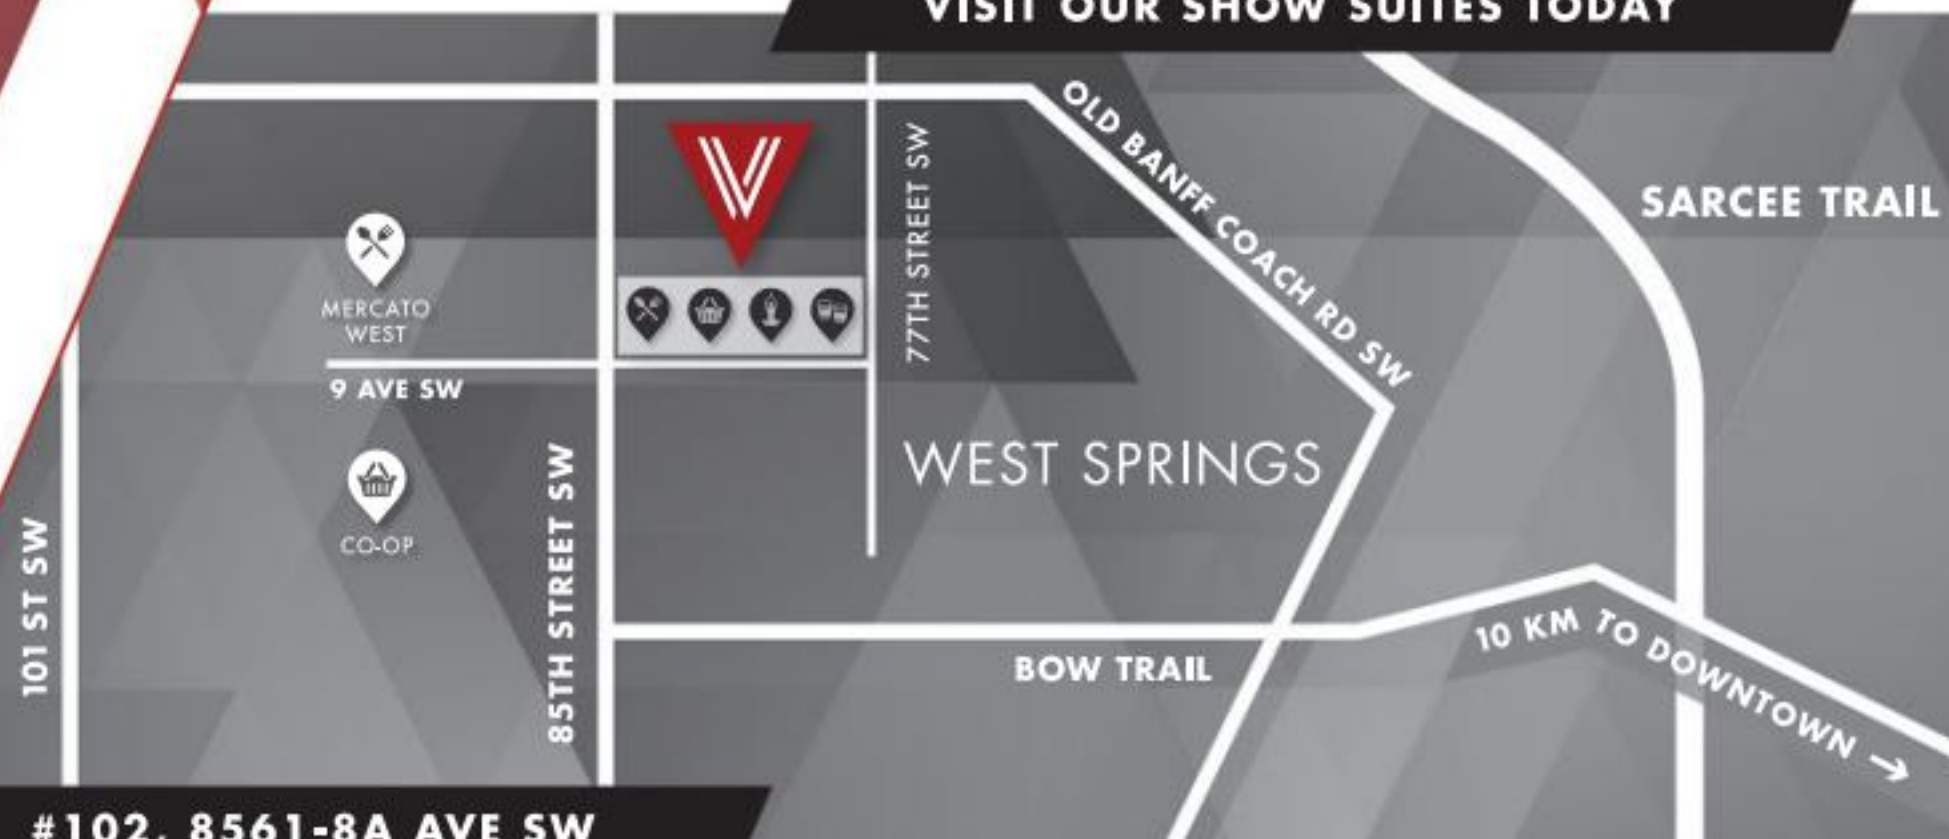 VISIT OUR SHOW SUITES TODAY
OLD BANFF COACH RD SW
SARCEE TRAIL
77TH STREET SW
MERCATO
WEST
9 AVE SW
WEST SPRINGS
CO-OP
85TH STREET SW
101 ST SW
10 KM TO DOWNTOWN →
BOW TRAIL
#102, 8561-8A AVE SW